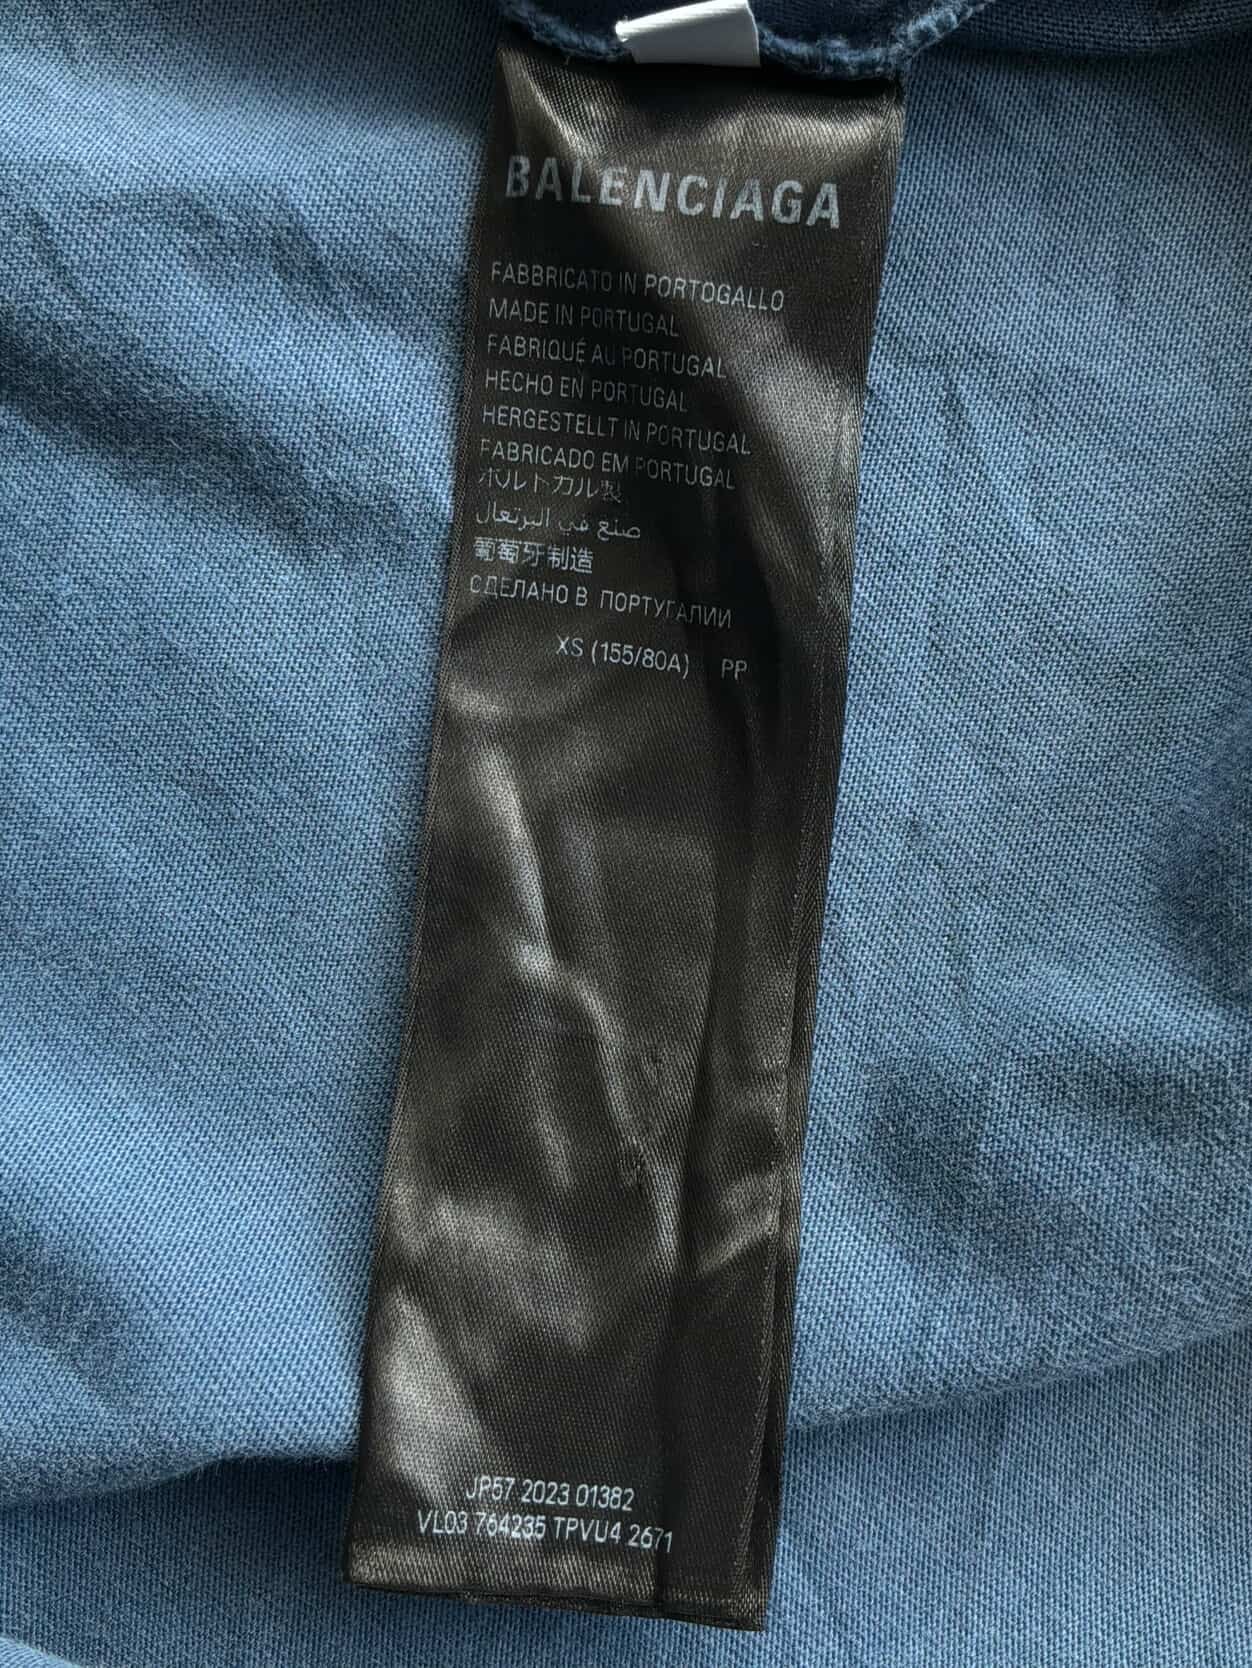 BALENCIAGA
FABBRICATO IN PORTOGALLO
MADE IN PORTUGAL
FABRIQUÉ AU PORTUGAL
HECHO EN PORTUGAL
HERGESTELLT IN PORTUGAL
FABRICADO EM PORTUGAL
ポルトガル製
صنع في البرتغال
葡萄牙制造
СДЕЛАНО В ПОРТУГАЛИИ
XS (155/80A) PP
JP57 2023 01382
VL03 764235 TPVU4 2671